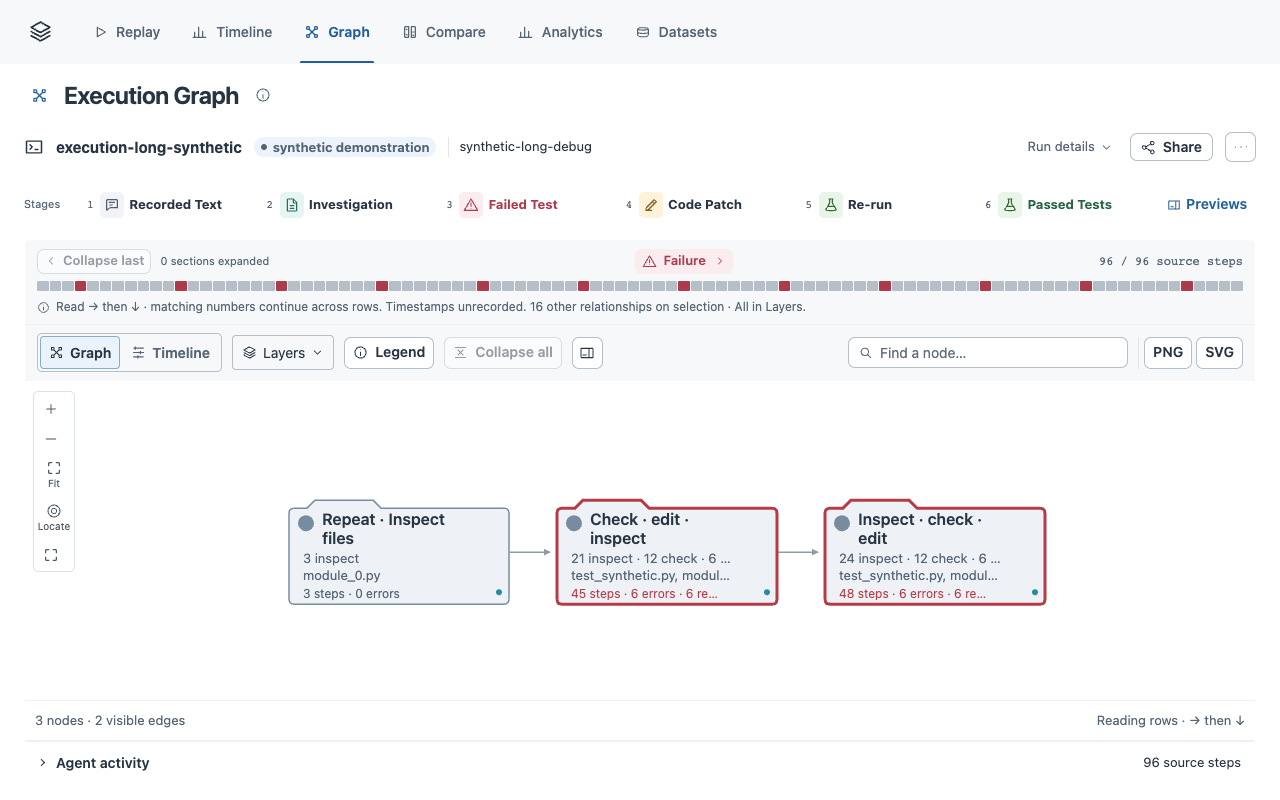 Replay Timeline Graph Compare Analytics Datasets
Execution Graph
execution-long-synthetic synthetic demonstration synthetic-long-debug Run details Share ...
Stages 1 Recorded Text 2 Investigation 3 Failed Test 4 Code Patch 5 Re-run 6 Passed Tests Previews
Collapse last 0 sections expanded Failure 96 / 96 source steps
Read → then ↓ · matching numbers continue across rows. Timestamps unrecorded. 16 other relationships on selection · All in Layers.
Graph Timeline Layers Legend Collapse all Find a node... PNG SVG
Fit
Locate
Repeat · Inspect
files
3 inspect
module_0.py
3 steps · 0 errors
Check · edit ·
inspect
21 inspect · 12 check · 6 ...
test_synthetic.py, modul...
45 steps · 6 errors · 6 re...
Inspect · check ·
edit
24 inspect · 12 check · 6 ...
test_synthetic.py, modul...
48 steps · 6 errors · 6 re...
3 nodes · 2 visible edges Reading rows · → then ↓
Agent activity 96 source steps